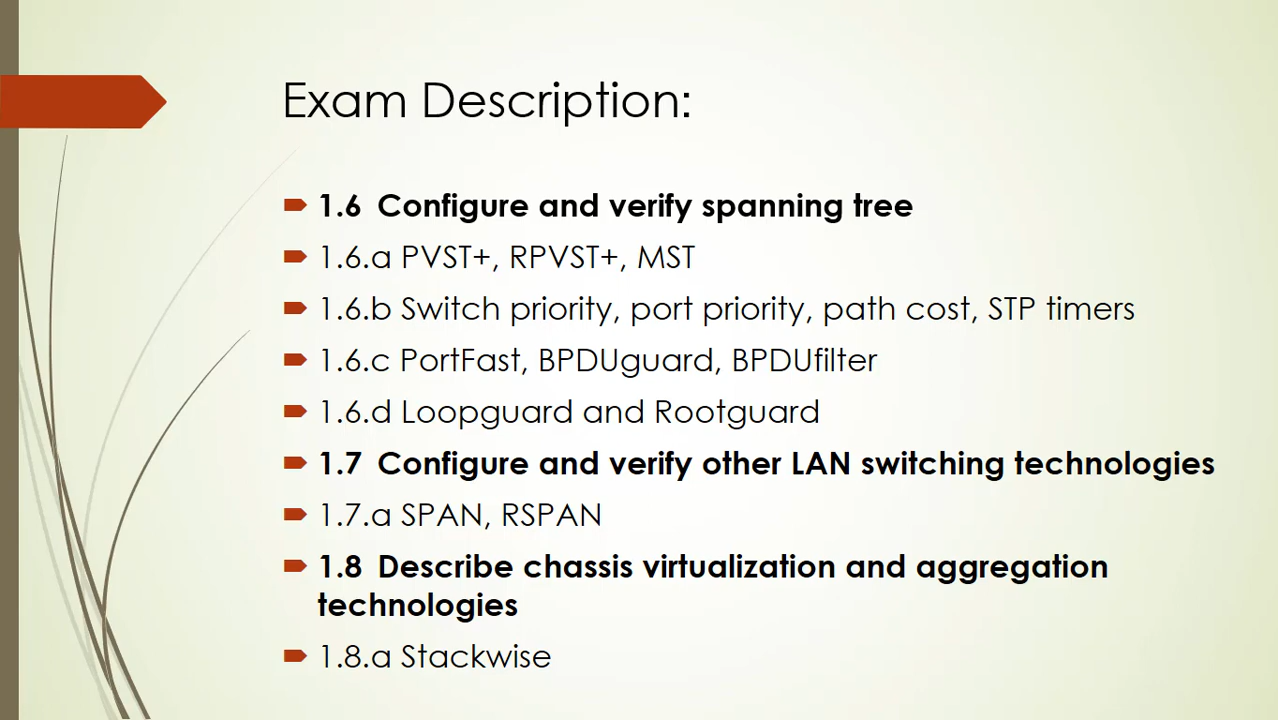 Exam Description:
1.6 Configure and verify spanning tree
1.6.a PVST+, RPVST+, MST
1.6.b Switch priority, port priority, path cost, STP timers
1.6.c PortFast, BPDUguard, BPDUfilter
1.6.d Loopguard and Rootguard
1.7 Configure and verify other LAN switching technologies
1.7.a SPAN, RSPAN
1.8 Describe chassis virtualization and aggregation
technologies
1.8.a Stackwise